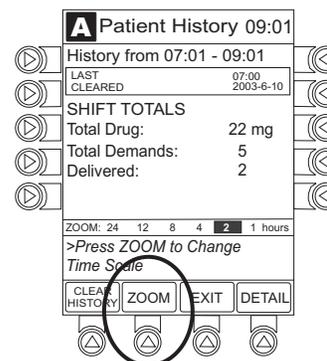 A Patient History 09:01
History from 07:01 - 09:01
LAST CLEARED 07:00 2003-6-10
SHIFT TOTALS
Total Drug: 22 mg
Total Demands: 5
Delivered: 2
ZOOM: 24 12 8 4 2 1 hours
>Press ZOOM to Change
Time Scale
CLEAR HISTORY ZOOM EXIT DETAIL